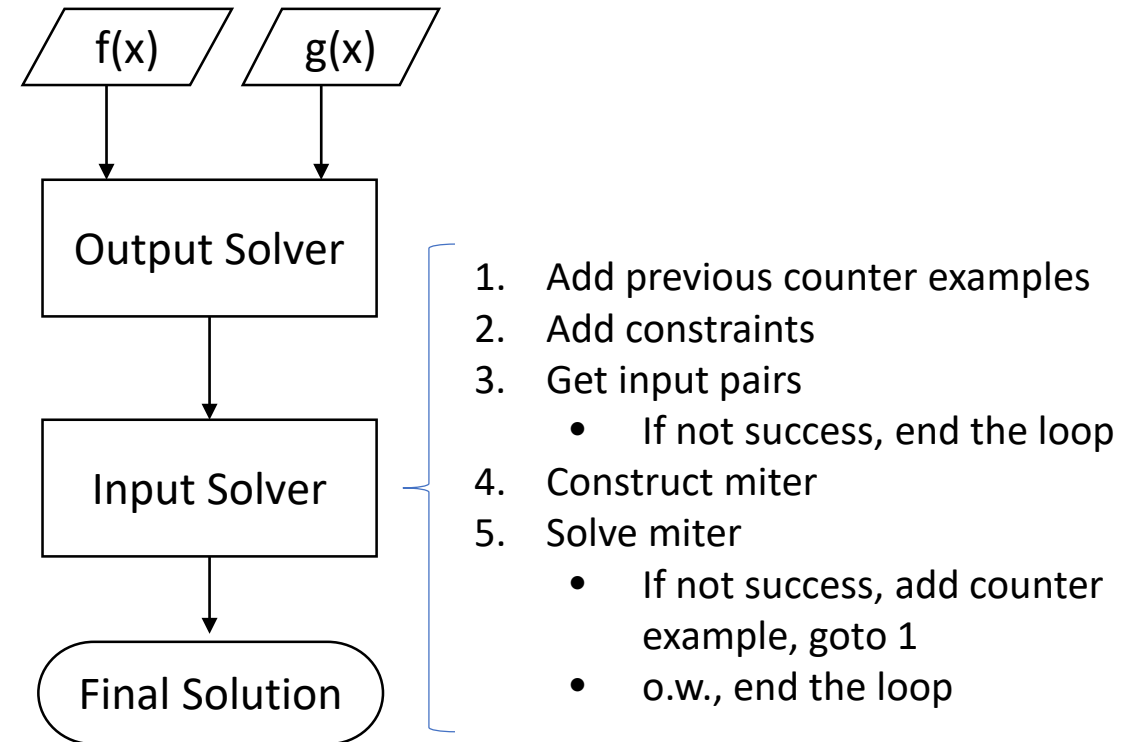 f(x)
g(x)
Output Solver
Input Solver
Final Solution
1. Add previous counter examples
2. Add constraints
3. Get input pairs
• If not success, end the loop
4. Construct miter
5. Solve miter
• If not success, add counter
example, goto 1
• o.w., end the loop